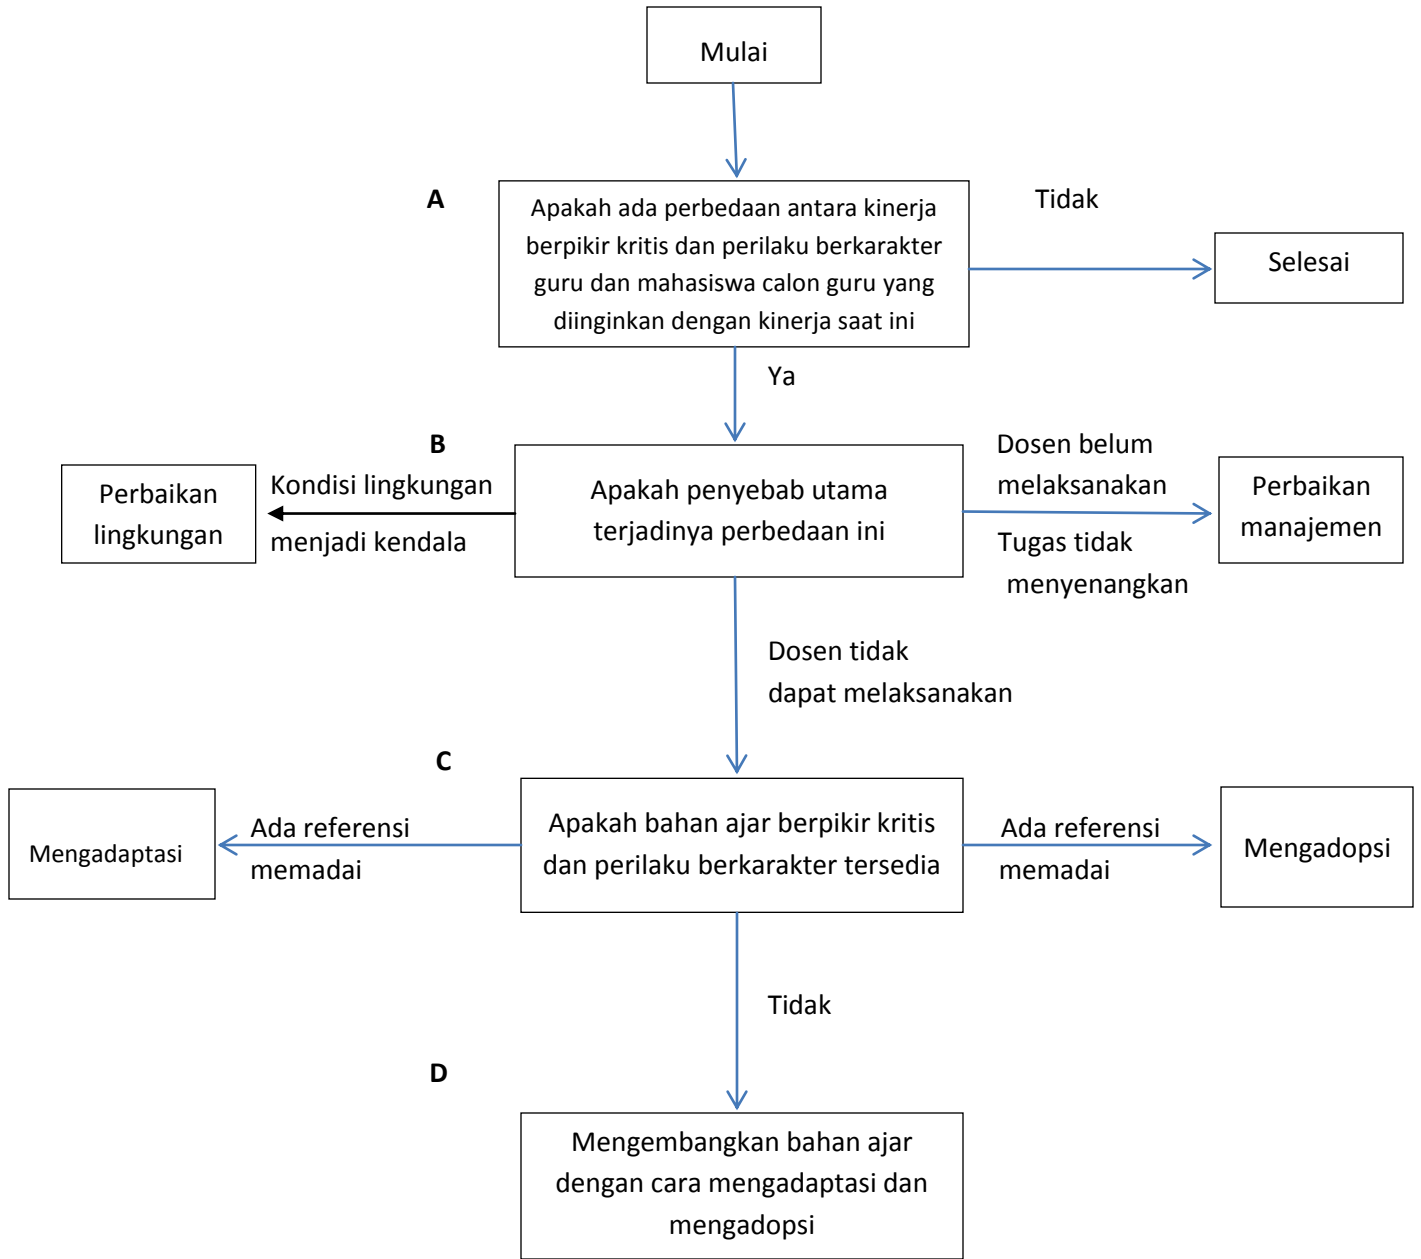 Mulai
A
Apakah ada perbedaan antara kinerja
berpikir kritis dan perilaku berkarakter
guru dan mahasiswa calon guru yang
diinginkan dengan kinerja saat ini
Tidak
Selesai
Ya
B
Perbaikan
lingkungan
Kondisi lingkungan
menjadi kendala
Apakah penyebab utama
terjadinya perbedaan ini
Dosen belum
melaksanakan
Tugas tidak
menyenangkan
Perbaikan
manajemen
Dosen tidak
dapat melaksanakan
C
Mengadaptasi
Ada referensi
memadai
Apakah bahan ajar berpikir kritis
dan perilaku berkarakter tersedia
Ada referensi
memadai
Mengadopsi
Tidak
D
Mengembangkan bahan ajar
dengan cara mengadaptasi dan
mengadopsi